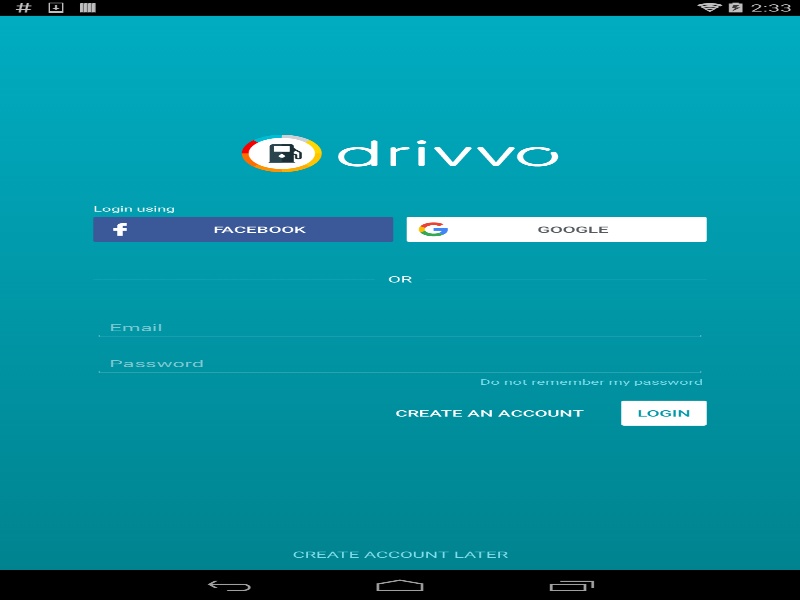 2:33
drivvo
Login using
FACEBOOK
GOOGLE
OR
Email
Password
Do not remember my password
CREATE AN ACCOUNT
LOGIN
CREATE ACCOUNT LATER